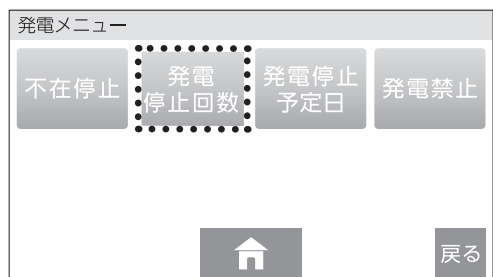 発電メニュー
不在停止
発電
停止回数
発電停止
予定日
発電禁止
戻る